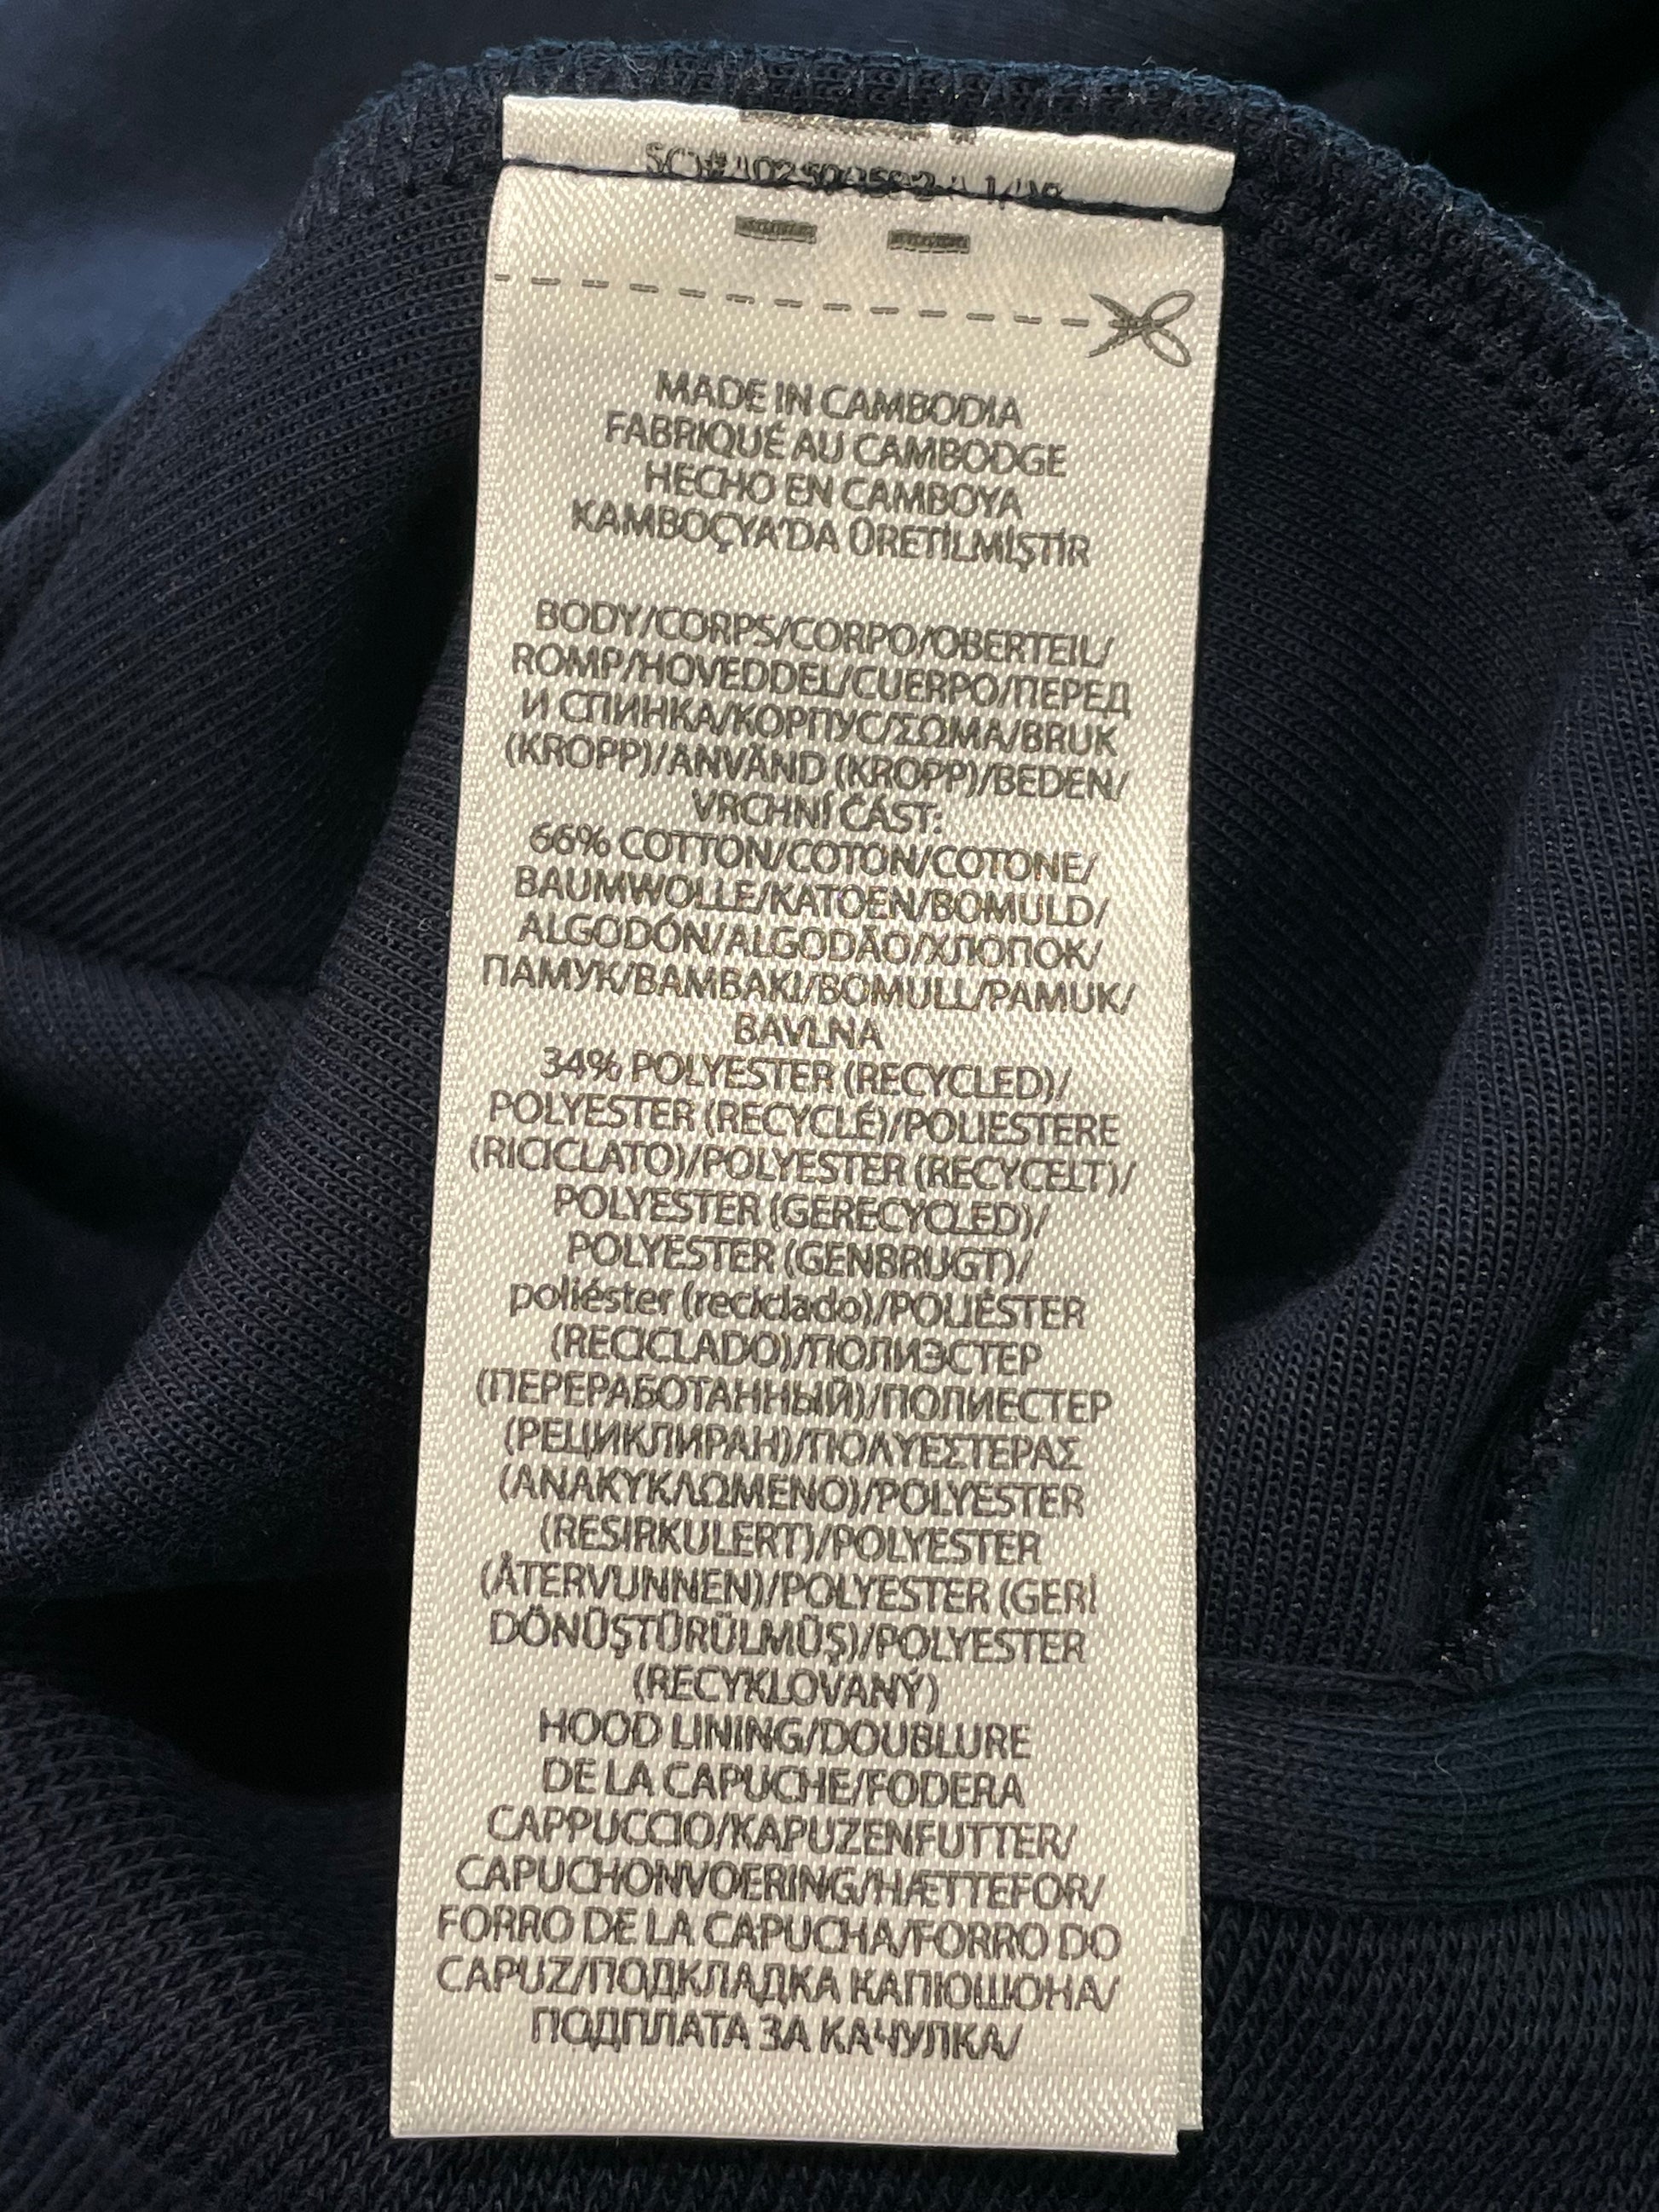 MADE IN CAMBODIA
FABRIQUÉ AU CAMBODGE
HECHO EN CAMBOYA
KAMBOÇYA'DA ÜRETİLMİŞTİR
BODY/CORPS/CORPO/OBERTEIL/
ROMP/HOVEDDEL/CUERPO/ПЕРЕД
И СПИНКА/КОРПУС/ΣΩΜΑ/BRUK
(KROPP)/ANVÄND (KROPP)/BEDEN/
VRCHNÍ ČÁST:
66% COTTON/COTON/COTONE/
BAUMWOLLE/KATOEN/BOMULD/
ALGODÓN/ALGODÃO/ХЛОПОК/
ПАМУК/ΒΑΜΒΑΚΙ/BOMULL/PAMUK/
BAVLNA
34% POLYESTER (RECYCLED)/
POLYESTER (RECYCLÉ)/POLIESTERE
(RICICLATO)/POLYESTER (RECYCELT)/
POLYESTER (GERECYCLED)/
POLYESTER (GENBRUGT)/
poliéster (reciclado)/POLIÉSTER
(RECICLADO)/ПОЛИЭСТЕР
(ПЕРЕРАБОТАННЫЙ)/ПОЛИЕСТЕР
(РЕЦИКЛИРАН)/ΠΟΛΥΕΣΤΕΡΑΣ
(ΑΝΑΚΥΚΛΩΜΕΝΟ)/POLYESTER
(RESIRKULERT)/POLYESTER
(ÅTERVUNNEN)/POLYESTER (GERİ
DÖNÜŞTÜRÜLMÜŞ)/POLYESTER
(RECYKLOVANÝ)
HOOD LINING/DOUBLURE
DE LA CAPUCHE/FODERA
CAPPUCCIO/KAPUZENFUTTER/
CAPUCHONVOERING/HÆTTEFOR/
FORRO DE LA CAPUCHA/FORRO DO
CAPUZ/ПОДКЛАДКА КАПЮШОНА/
ПОДПЛАТА ЗА КАЧУЛКА/